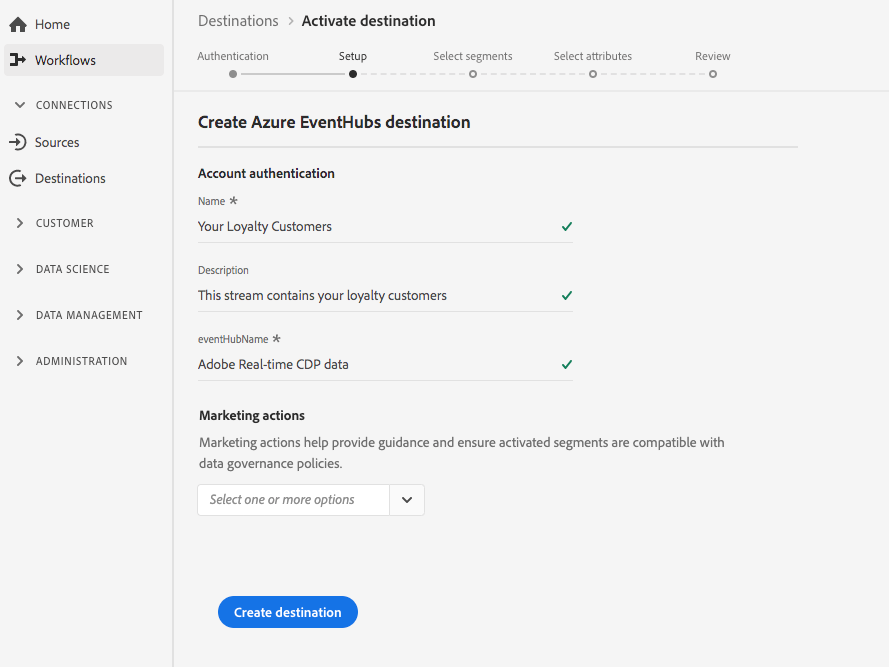 Home
Workflows
CONNECTIONS
Sources
Destinations
CUSTOMER
DATA SCIENCE
DATA MANAGEMENT
ADMINISTRATION
Destinations > Activate destination
Authentication Setup Select segments Select attributes Review
Create Azure EventHubs destination
Account authentication
Name *
Your Loyalty Customers
Description
This stream contains your loyalty customers
eventHubName *
Adobe Real-time CDP data
Marketing actions
Marketing actions help provide guidance and ensure activated segments are compatible with
data governance policies.
Select one or more options
Create destination